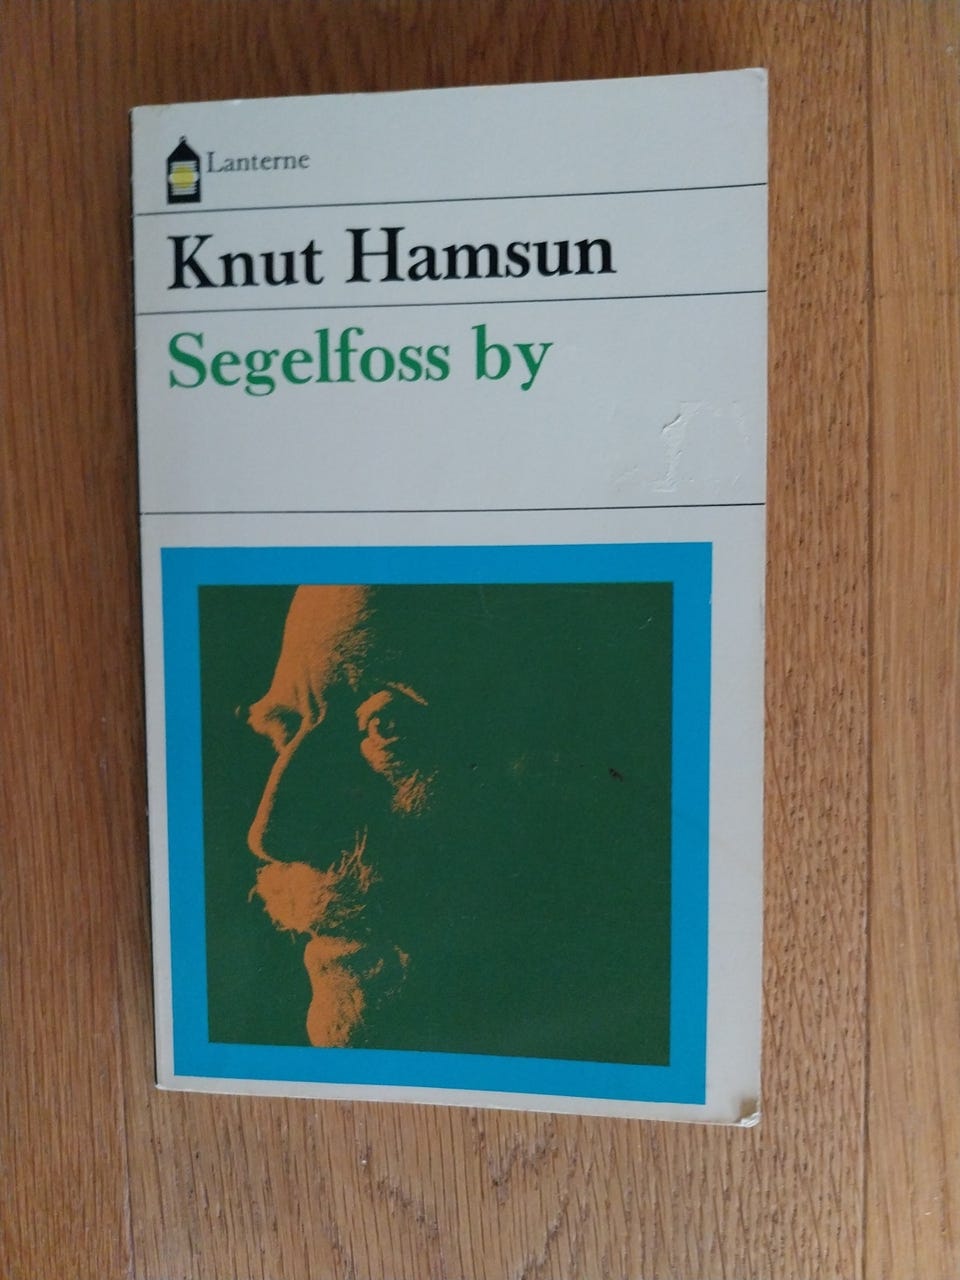 Lanterne
Knut Hamsun
Segelfoss by